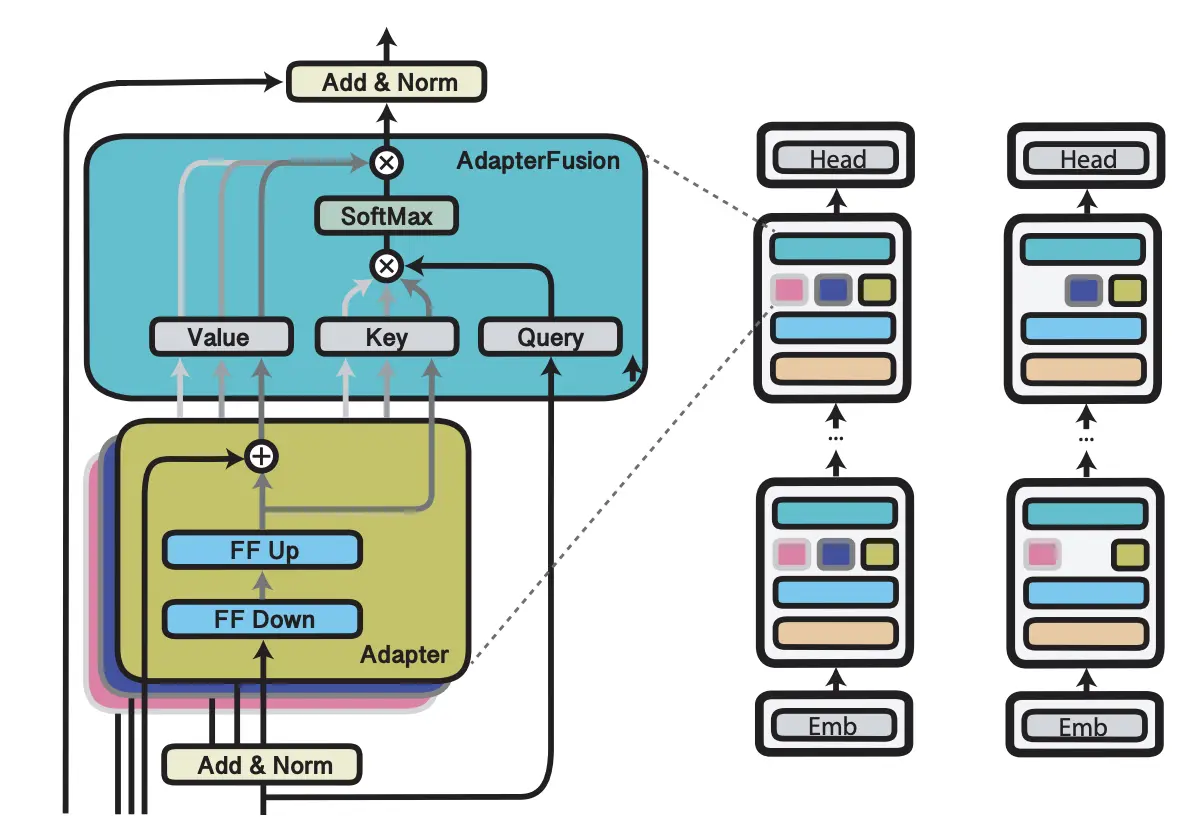 Add & Norm
AdapterFusion
SoftMax
Value
Key
Query
FF Up
FF Down
Adapter
Add & Norm
Head
...
Emb
Head
...
Emb